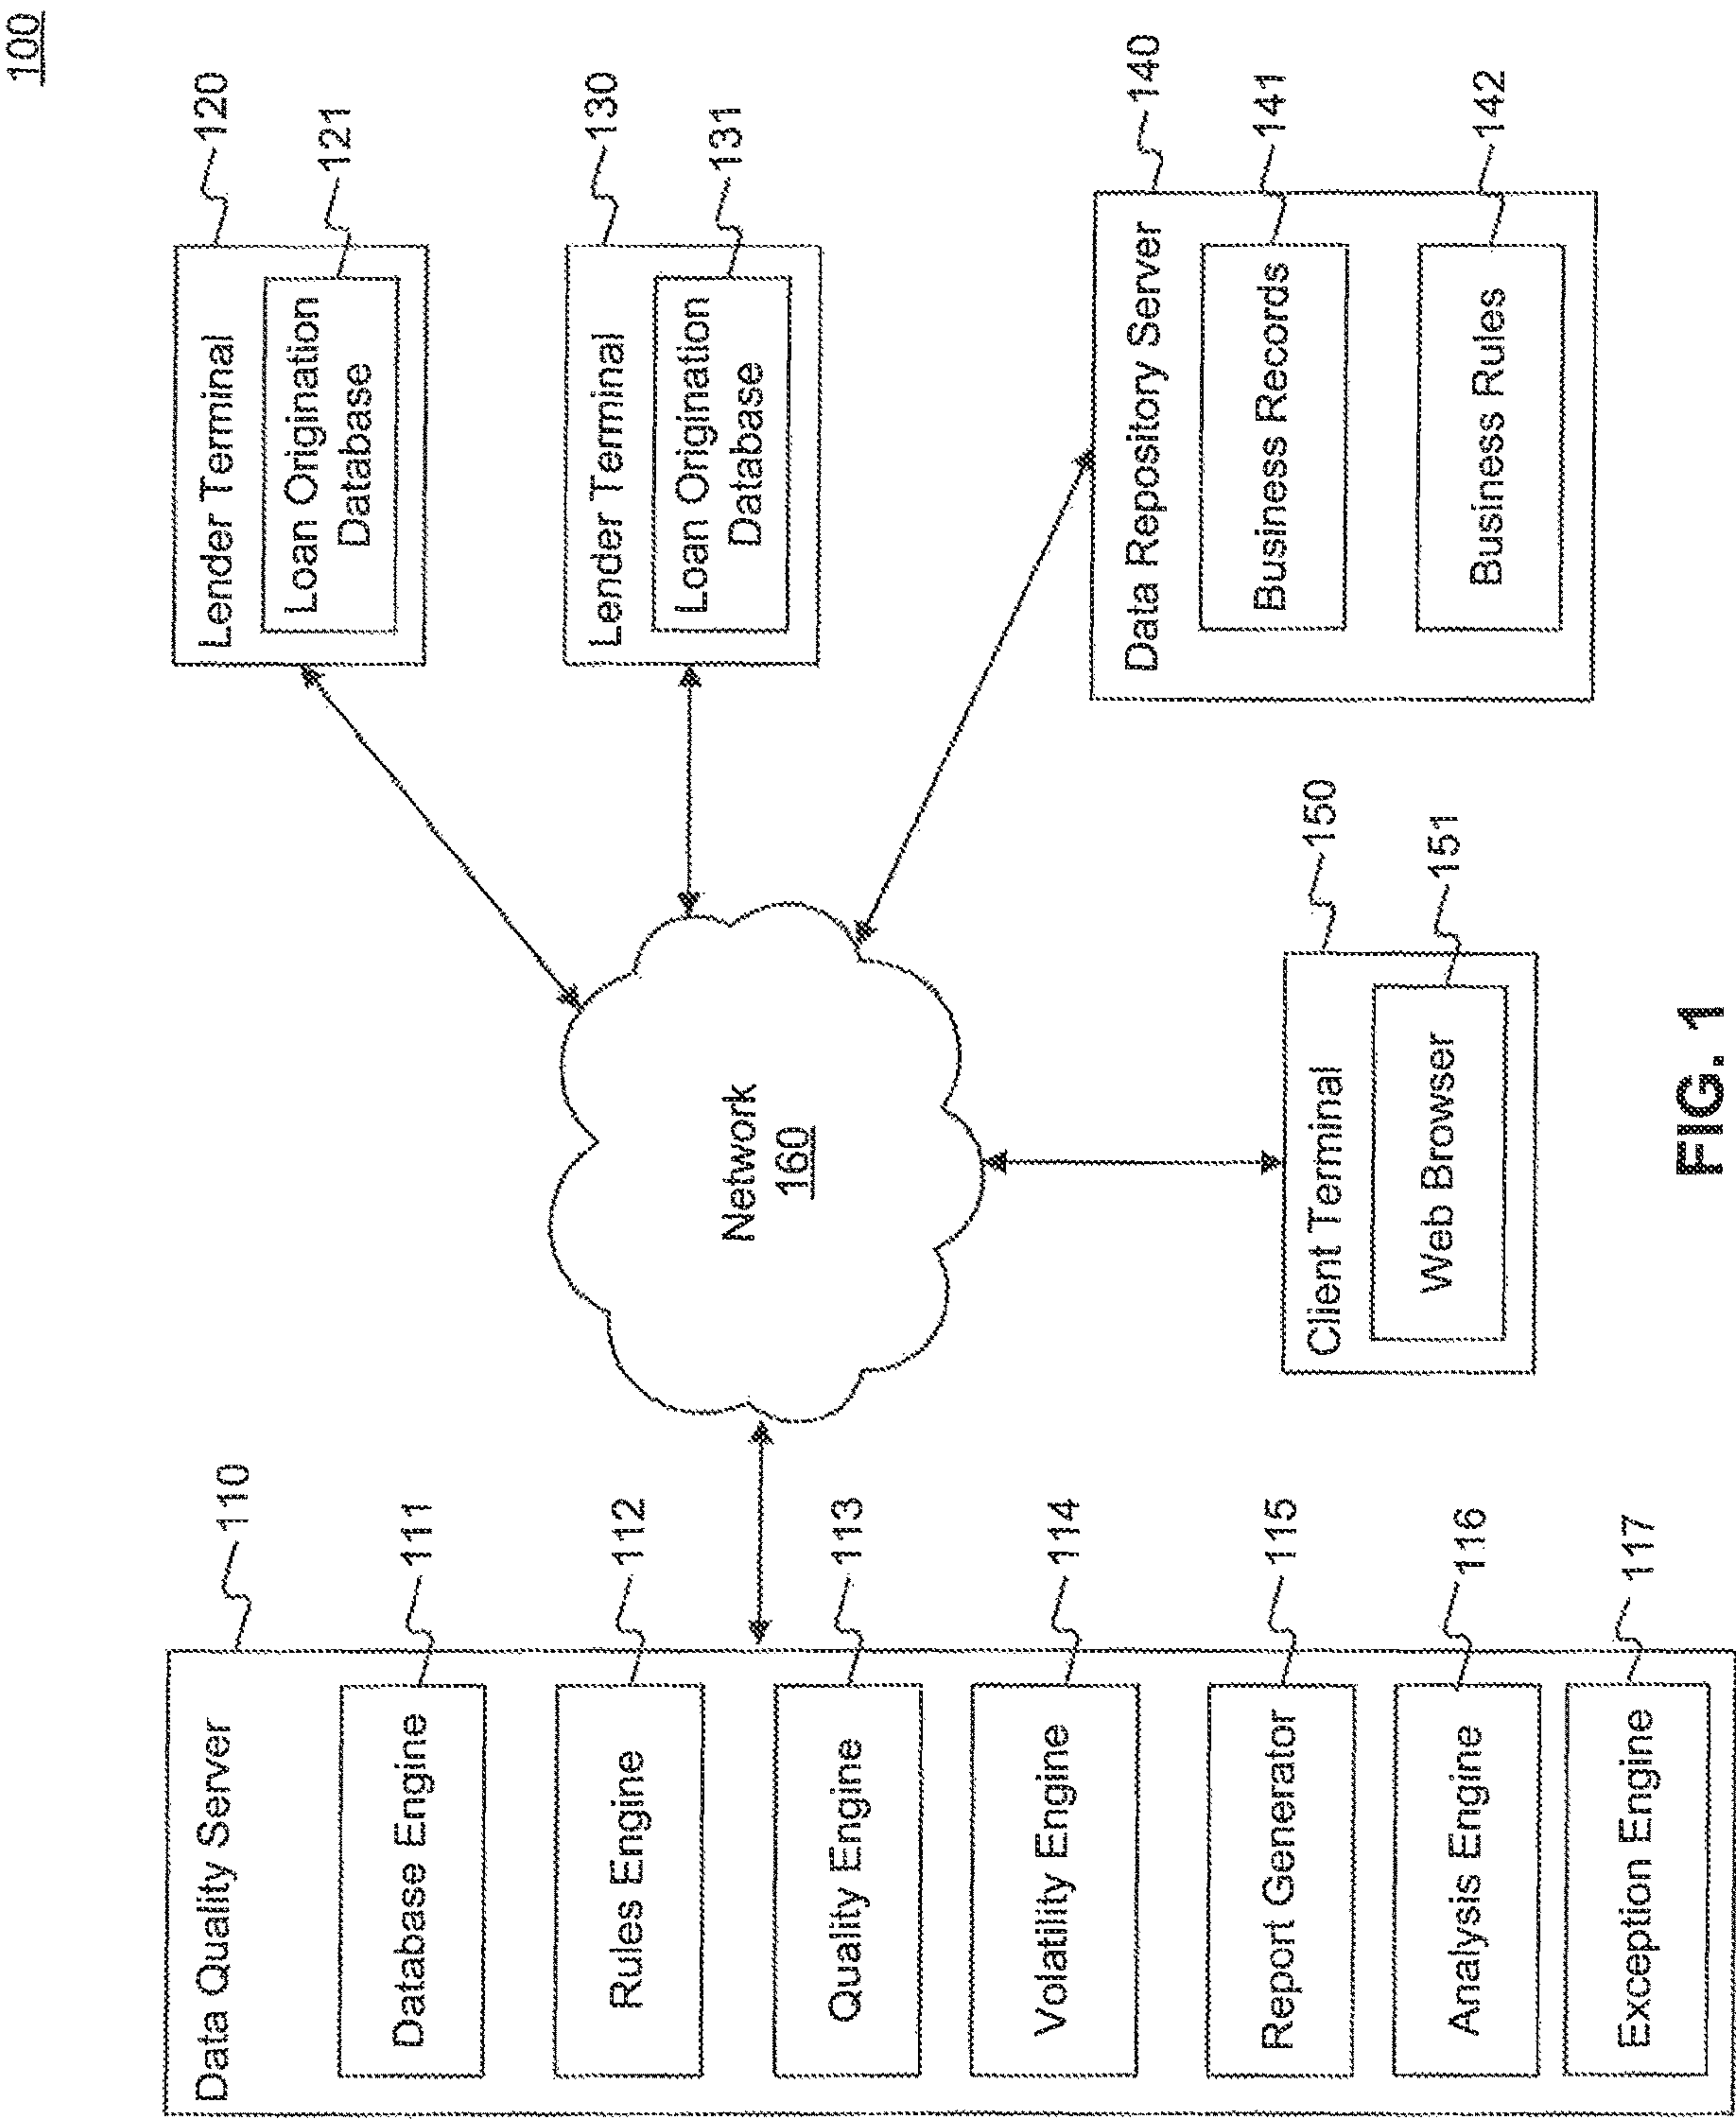 100
Data Quality Server
110
Database Engine
111
Rules Engine
112
Quality Engine
113
Volatility Engine
114
Report Generator
115
Analysis Engine
116
Exception Engine
117
Network
160
Lender Terminal
120
Loan Origination
Database
121
Lender Terminal
130
Loan Origination
Database
131
Data Repository Server
140
Business Records
141
Business Rules
142
Client Terminal
150
Web Browser
151
FIG. 1